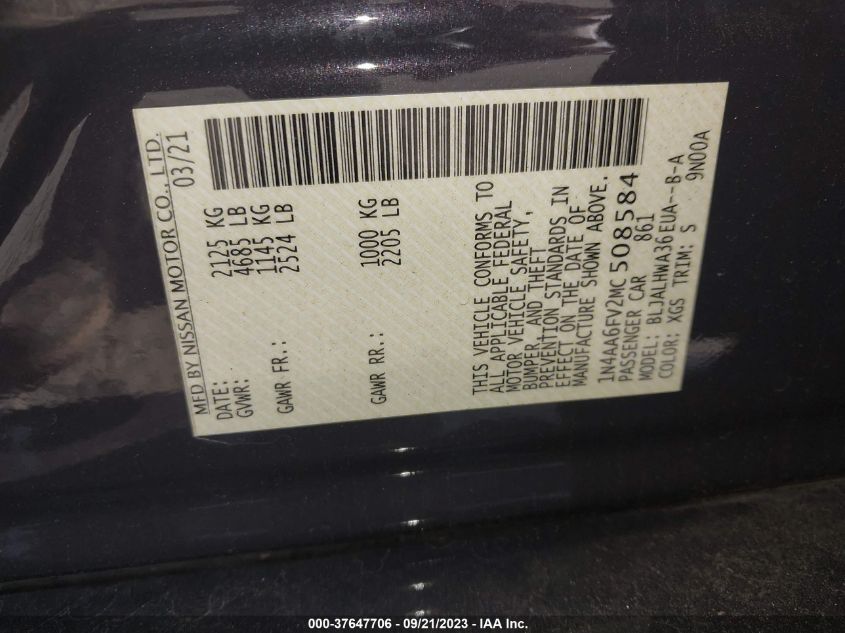 MFD BY NISSAN MOTOR CO., LTD.
DATE: 03/21
GVWR: 2125 KG
4685 LB
GAWR FR.: 1145 KG
2524 LB
GAWR RR.: 1000 KG
2205 LB
THIS VEHICLE CONFORMS TO
ALL APPLICABLE FEDERAL
MOTOR VEHICLE SAFETY,
BUMPER, AND THEFT
PREVENTION STANDARDS IN
EFFECT ON THE DATE OF
MANUFACTURE SHOWN ABOVE.
1N4AA6FV2MC508584
PASSENGER CAR 861
MODEL: BLJALHWA36EUA--B-A
COLOR: XGS TRIM: S 9N00A
000-37647706 - 09/21/2023 - IAA Inc.